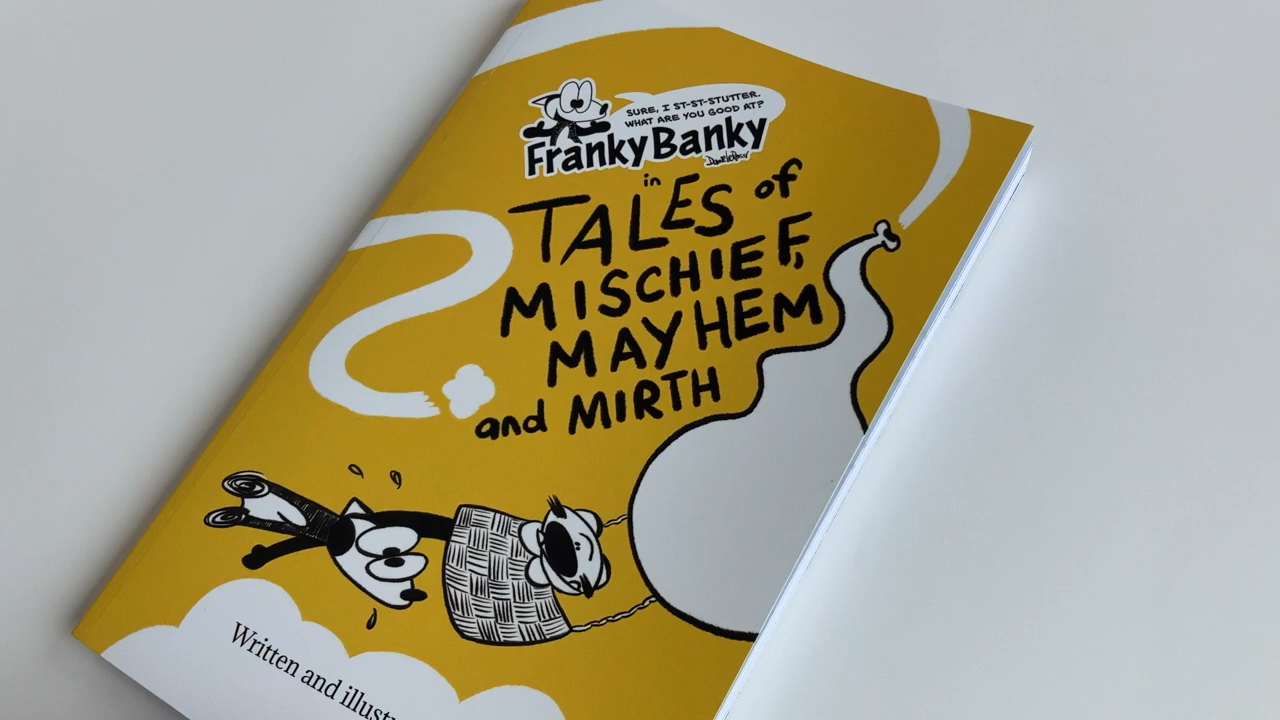 SURE, I ST-ST-STUTTER.
WHAT ARE YOU GOOD AT?
FrankyBanky
in
TALES of
MISCHIEF,
MAYHEM
and MIRTH
Written and illustr